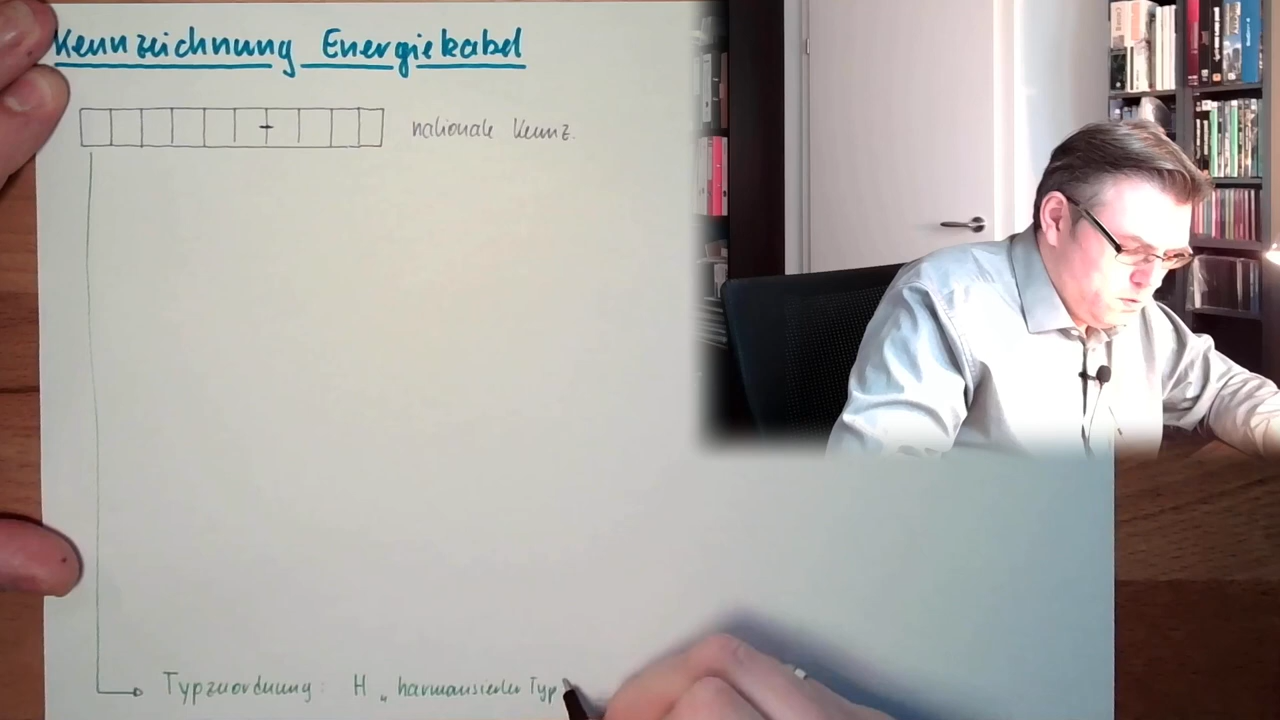 Kennzeichnung Energiekabel
nationale Kennz.
Typzuordnung: H „ harmonisierter Typ